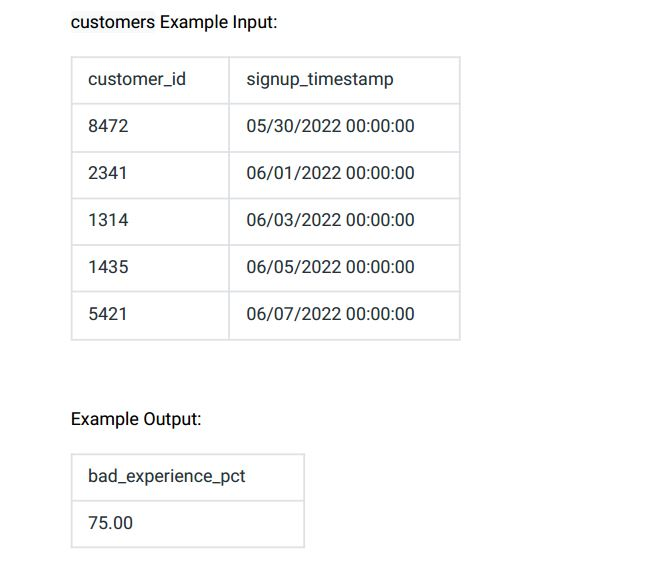 customers Example Input:
customer_id signup_timestamp
8472 05/30/2022 00:00:00
2341 06/01/2022 00:00:00
1314 06/03/2022 00:00:00
1435 06/05/2022 00:00:00
5421 06/07/2022 00:00:00
Example Output:
bad_experience_pct
75.00